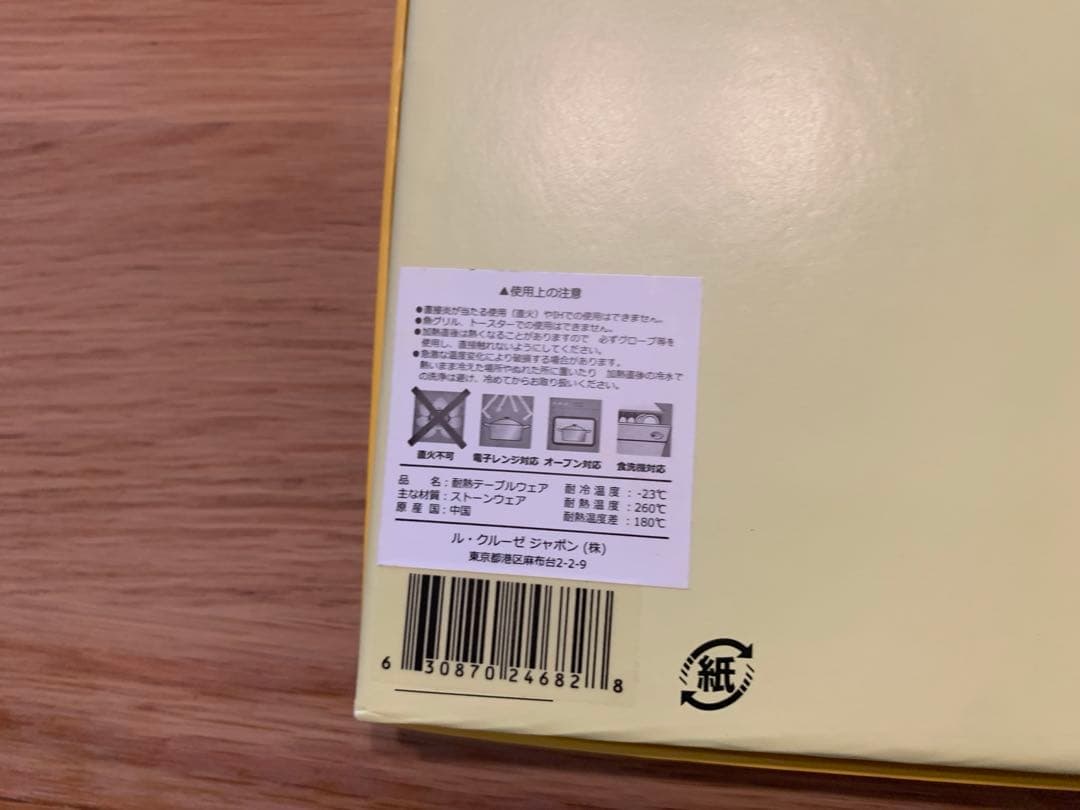 ▲使用上の注意
●直接炎が当たる使用（直火）やIHでの使用はできません。
●魚グリル、トースターでの使用はできません。
●加熱直後は熱くなることがありますので　必ずグローブ等を
使用し、直接触れないようにしてください。
●急激な温度変化により破損する場合があります。
熱いまま冷えた場所やぬれた所に置いたり　加熱直後の冷水で
の洗浄は避け、冷めてからお取り扱いください。
直火不可 電子レンジ対応 オーブン対応 食洗機対応
品　名：耐熱テーブルウェア 耐冷温度：-23℃
主な材質：ストーンウェア 耐熱温度：260℃
原産国：中国 耐熱温度差：180℃
ル・クルーゼ ジャポン (株)
東京都港区麻布台2-2-9
6 30870 24682 8
紙